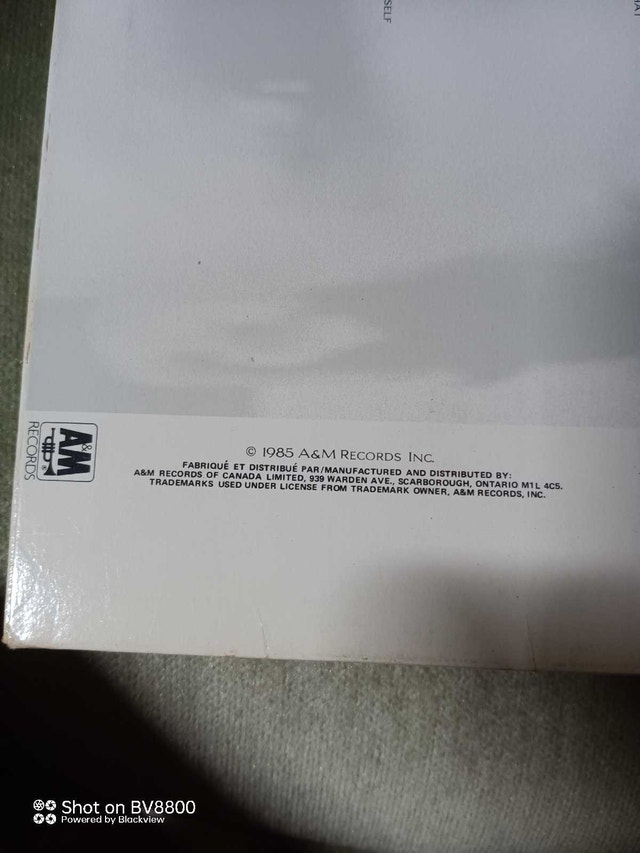 SELF
A&M
RECORDS
© 1985 A&M RECORDS INC.
FABRIQUÉ ET DISTRIBUÉ PAR/MANUFACTURED AND DISTRIBUTED BY:
A&M RECORDS OF CANADA LIMITED, 939 WARDEN AVE., SCARBOROUGH, ONTARIO M1L 4C5.
TRADEMARKS USED UNDER LICENSE FROM TRADEMARK OWNER, A&M RECORDS, INC.
Shot on BV8800
Powered by Blackview